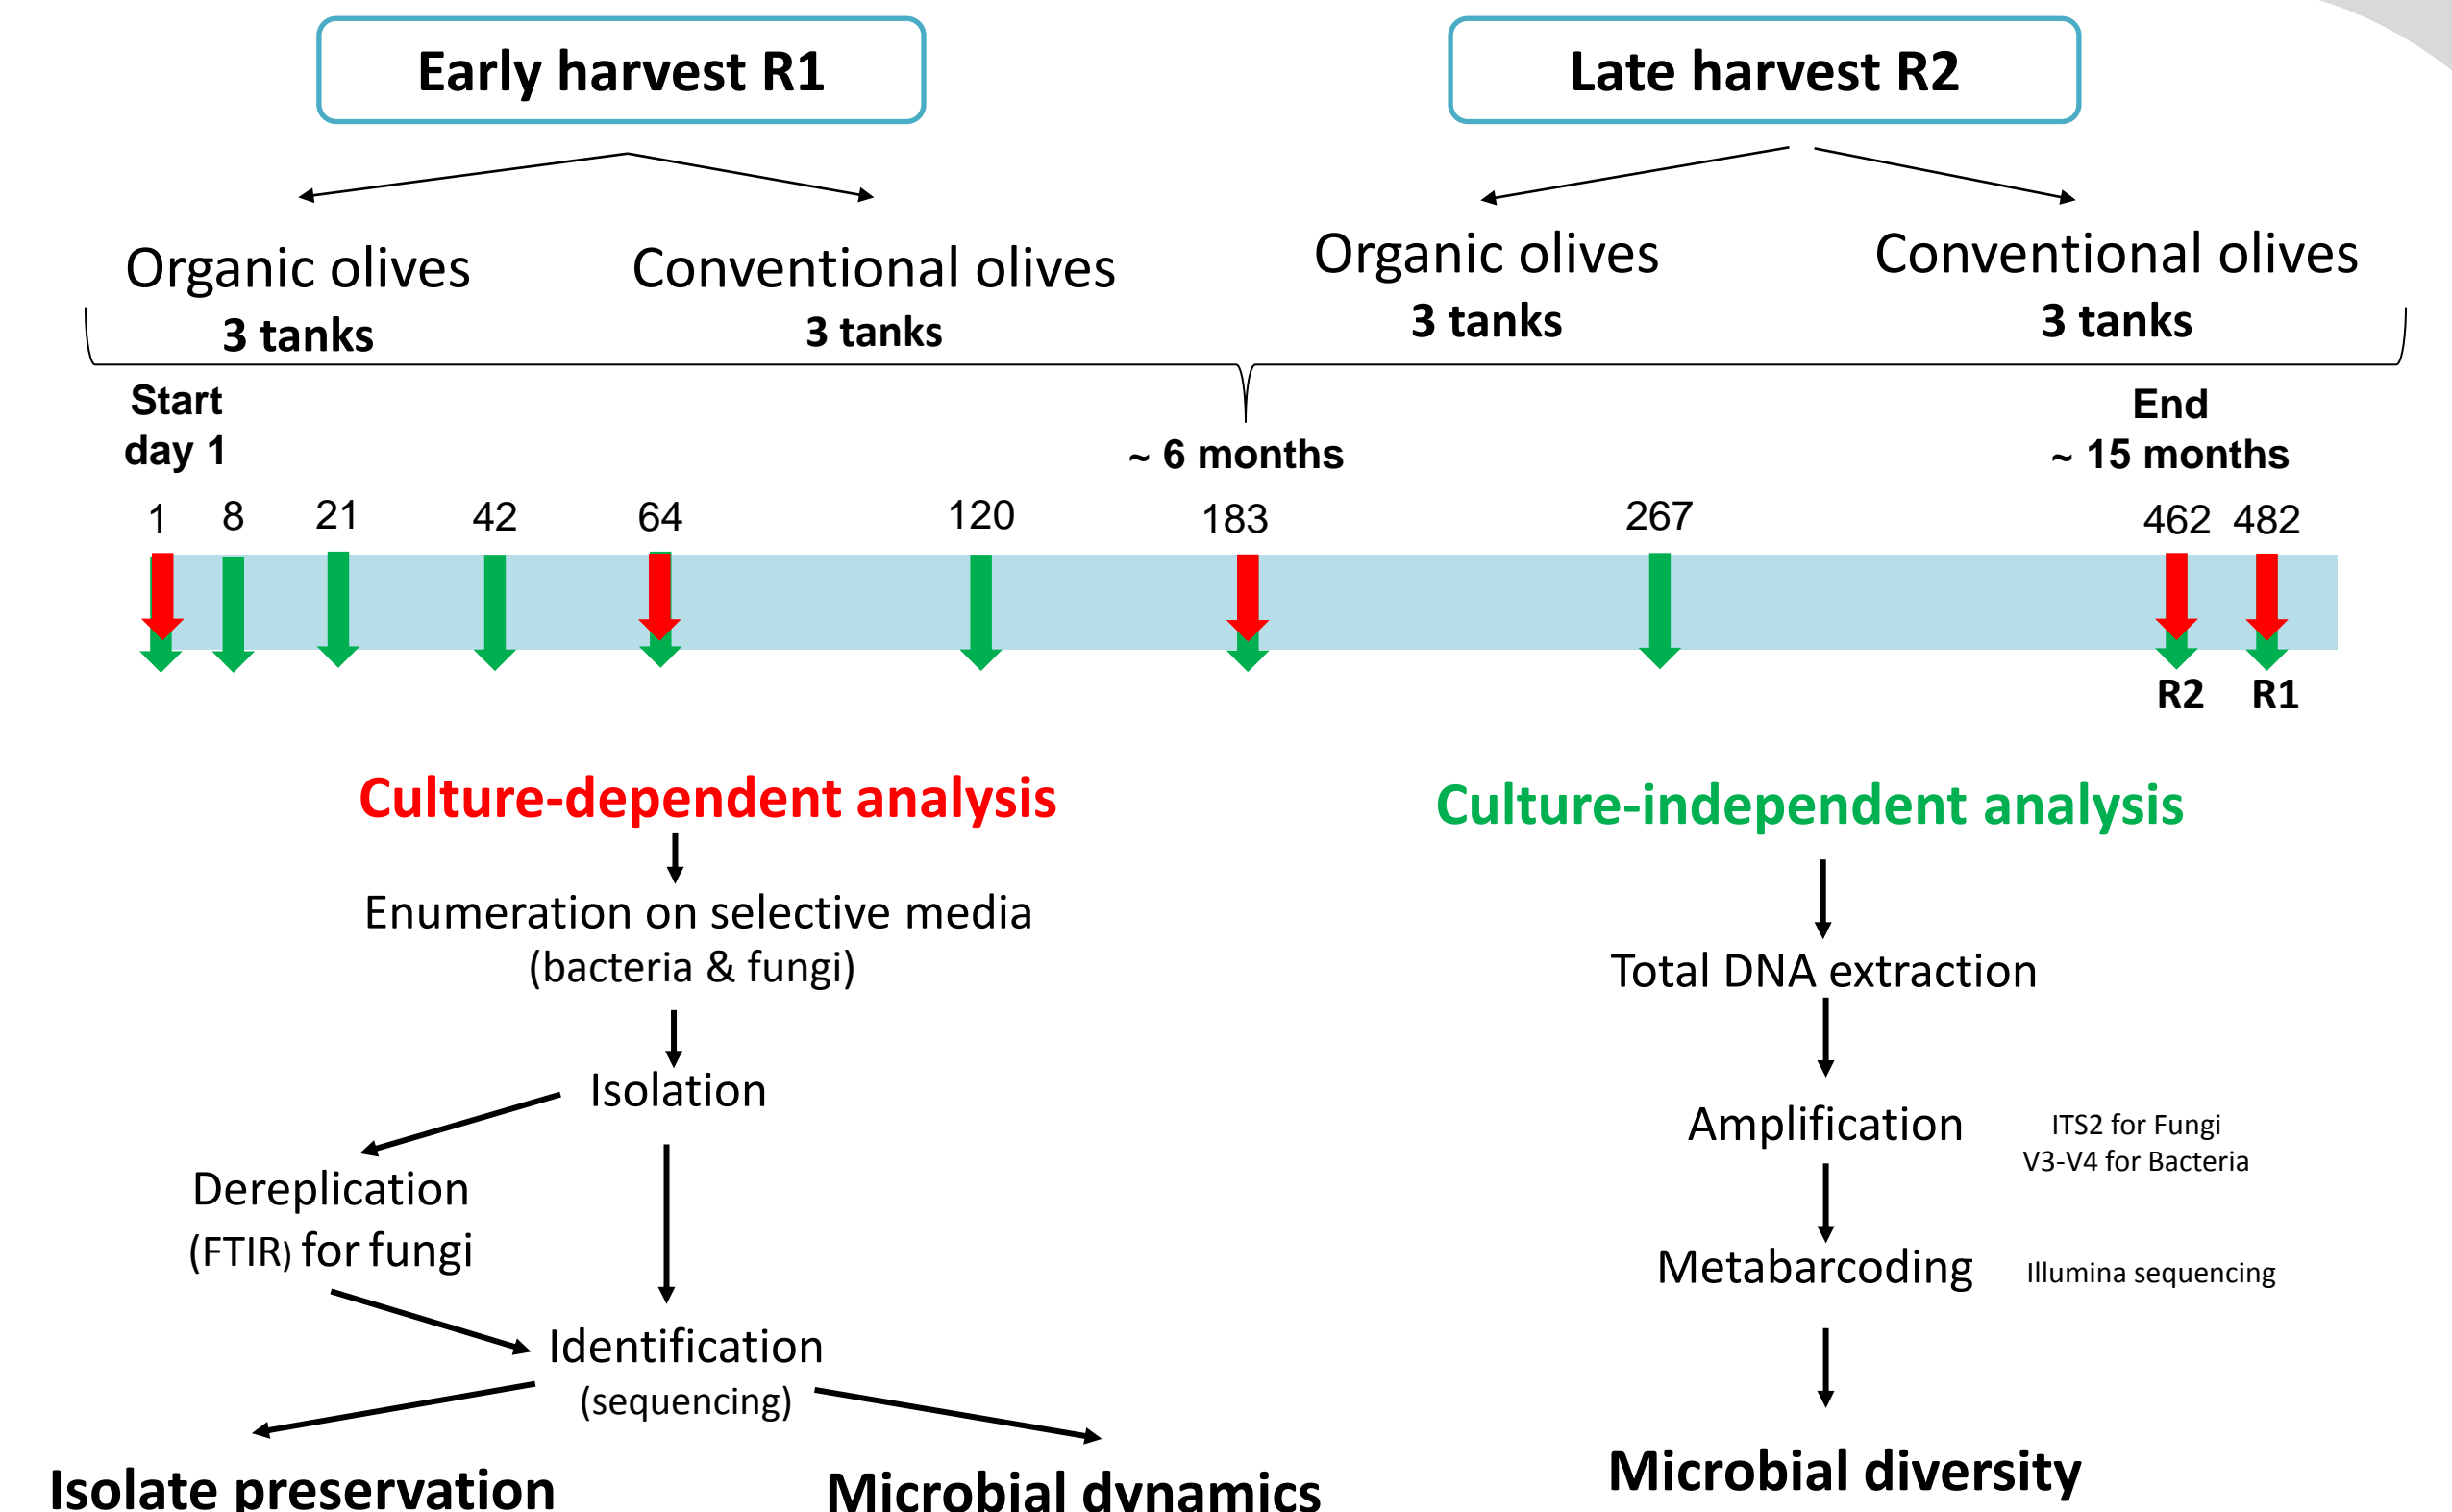 Early harvest R1
Late harvest R2
Organic olives
3 tanks
Conventional olives
3 tanks
Organic olives
3 tanks
Conventional olives
3 tanks
Start
day 1
~ 6 months
End
~ 15 months
1 8 21 42 64 120 183 267 462 482
R2 R1
Culture-dependent analysis
Enumeration on selective media
(bacteria & fungi)
Isolation
Dereplication
(FTIR) for fungi
Identification
(sequencing)
Isolate preservation
Microbial dynamics
Culture-independent analysis
Total DNA extraction
Amplification
ITS2 for Fungi
V3-V4 for Bacteria
Metabarcoding
Illumina sequencing
Microbial diversity